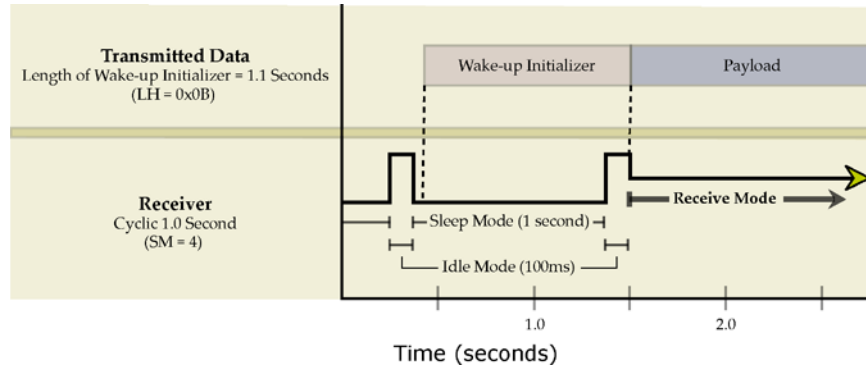 Transmitted Data
Length of Wake-up Initializer = 1.1 Seconds
(LH = 0x0B)
Wake-up Initializer
Payload
Receiver
Cyclic 1.0 Second
(SM = 4)
Receive Mode
Sleep Mode (1 second)
Idle Mode (100ms)
1.0
2.0
Time (seconds)